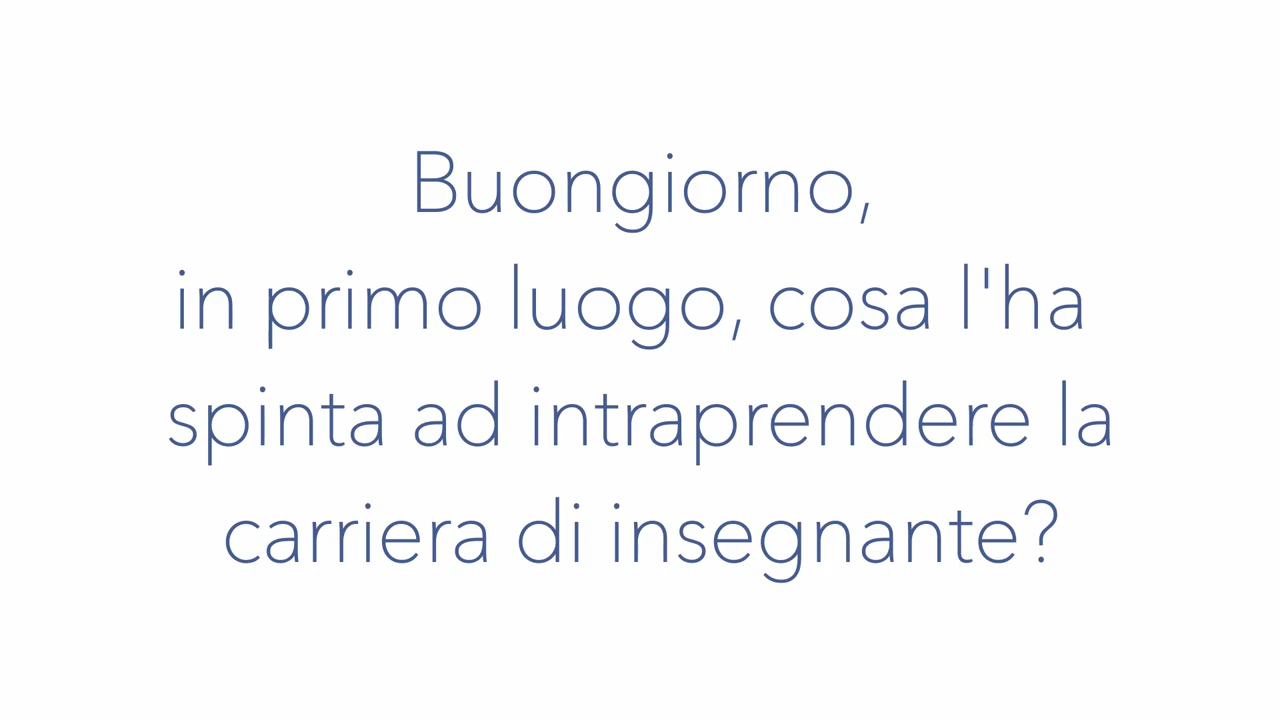 Buongiorno,
in primo luogo, cosa l'ha
spinta ad intraprendere la
carriera di insegnante?